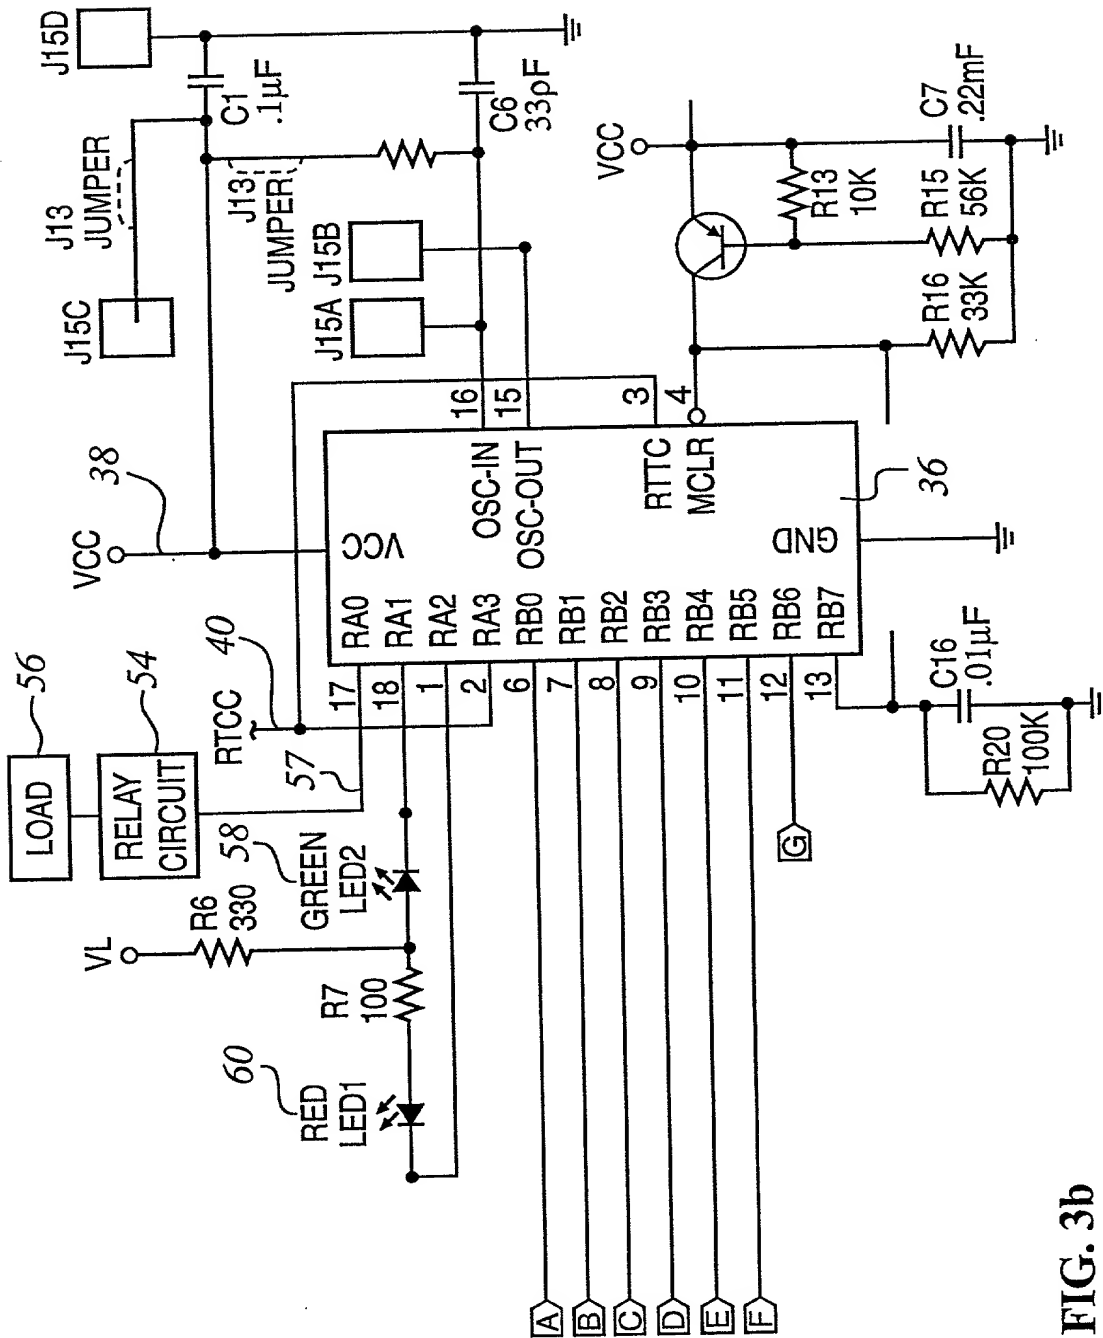 J15D
C1
.1µF
J13
JUMPER
J15C
J13
JUMPER
C6
33pF
J15B
J15A
VCC
R13
10K
C7
.22mF
R15
56K
R16
33K
VCC
38
16
15
3
4
OSC-IN
OSC-OUT
RTTC
MCLR
VCC
GND
36
RA0
RA1
RA2
RA3
RB0
RB1
RB2
RB3
RB4
RB5
RB6
RB7
17
18
1
2
6
7
8
9
10
11
12
13
LOAD
56
RELAY
CIRCUIT
54
RTCC
40
57
58
GREEN
LED2
VL
R6
330
R7
100
60
RED
LED1
C16
.01µF
R20
100K
G
A
B
C
D
E
F
FIG. 3b